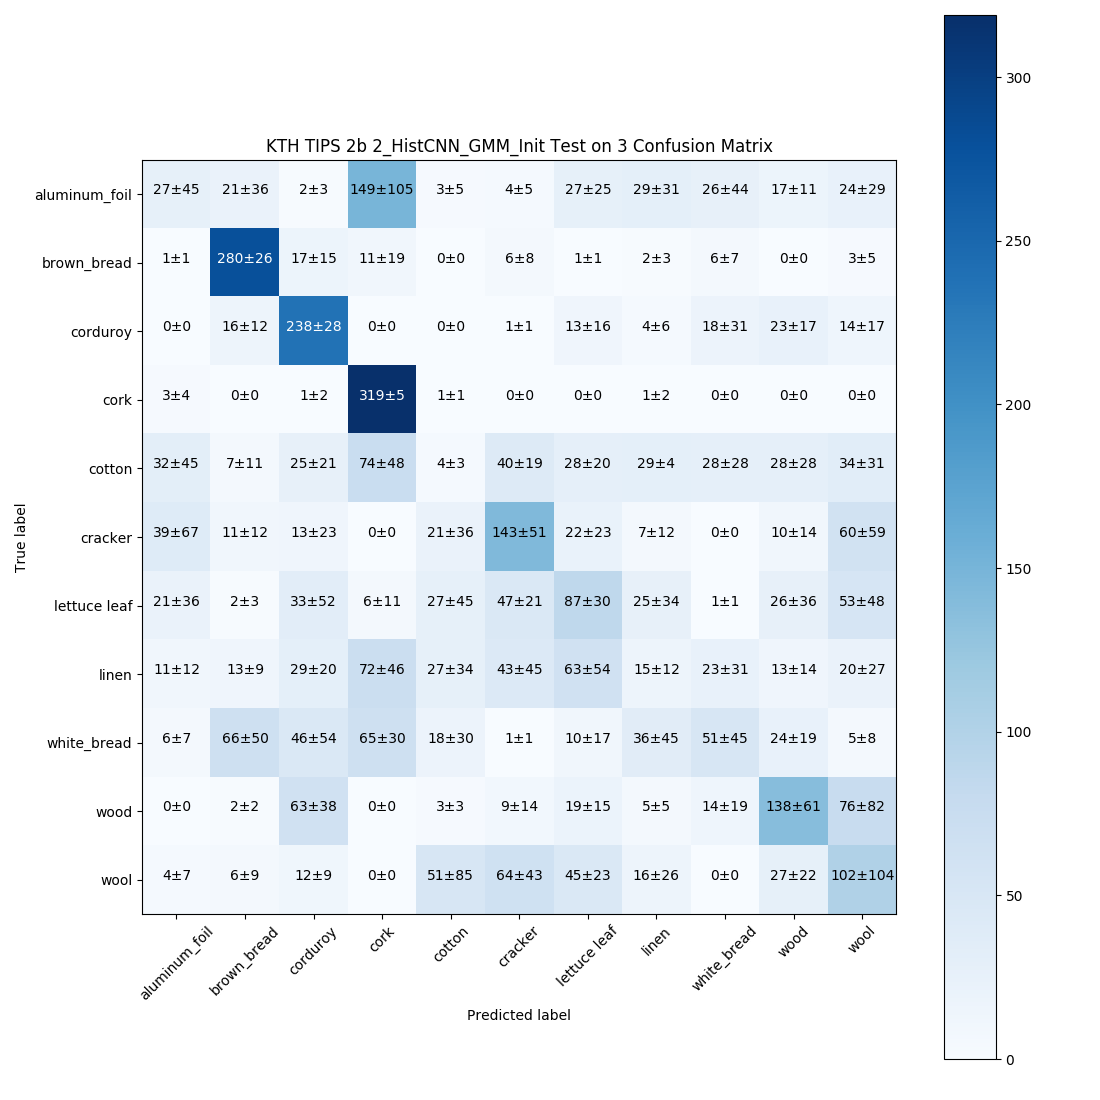 KTH TIPS 2b 2_HistCNN_GMM_Init Test on 3 Confusion Matrix
aluminum_foil 27±45 21±36 2±3 149±105 3±5 4±5 27±25 29±31 26±44 17±11 24±29
brown_bread 1±1 280±26 17±15 11±19 0±0 6±8 1±1 2±3 6±7 0±0 3±5
corduroy 0±0 16±12 238±28 0±0 0±0 1±1 13±16 4±6 18±31 23±17 14±17
cork 3±4 0±0 1±2 319±5 1±1 0±0 0±0 1±2 0±0 0±0 0±0
cotton 32±45 7±11 25±21 74±48 4±3 40±19 28±20 29±4 28±28 28±28 34±31
cracker 39±67 11±12 13±23 0±0 21±36 143±51 22±23 7±12 0±0 10±14 60±59
lettuce leaf 21±36 2±3 33±52 6±11 27±45 47±21 87±30 25±34 1±1 26±36 53±48
linen 11±12 13±9 29±20 72±46 27±34 43±45 63±54 15±12 23±31 13±14 20±27
white_bread 6±7 66±50 46±54 65±30 18±30 1±1 10±17 36±45 51±45 24±19 5±8
wood 0±0 2±2 63±38 0±0 3±3 9±14 19±15 5±5 14±19 138±61 76±82
wool 4±7 6±9 12±9 0±0 51±85 64±43 45±23 16±26 0±0 27±22 102±104
aluminum_foil brown_bread corduroy cork cotton cracker lettuce leaf linen white_bread wood wool
Predicted label
True label
300
250
200
150
100
50
0